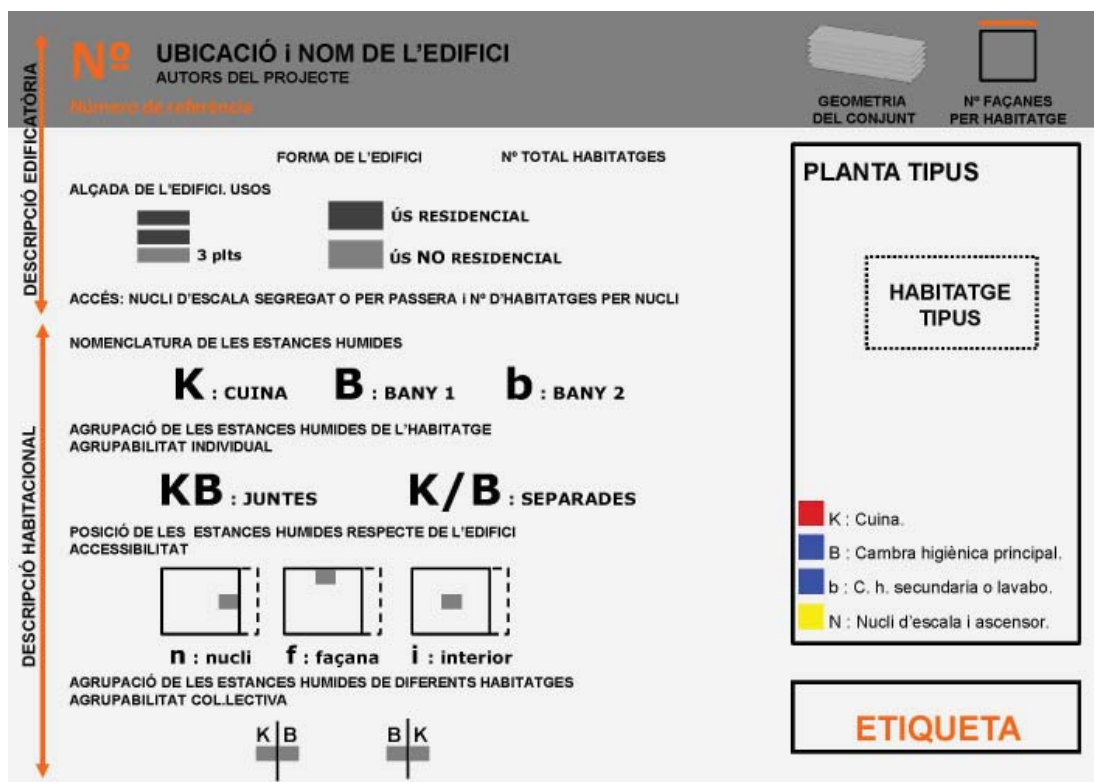 DESCRIPCIÓ EDIFICATÒRIA
Nº
UBICACIÓ i NOM DE L'EDIFICI
AUTORS DEL PROJECTE
Número de referència
GEOMETRIA
DEL CONJUNT
Nº FAÇANES
PER HABITATGE
FORMA DE L'EDIFICI
Nº TOTAL HABITATGES
ALÇADA DE L'EDIFICI. USOS
3 plts
ÚS RESIDENCIAL
ÚS NO RESIDENCIAL
ACCÉS: NUCLI D'ESCALA SEGREGAT O PER PASSERA i Nº D'HABITATGES PER NUCLI
DESCRIPCIÓ HABITACIONAL
NOMENCLATURA DE LES ESTANCES HUMIDES
K : CUINA B : BANY 1 b : BANY 2
AGRUPACIÓ DE LES ESTANCES HUMIDES DE L'HABITATGE
AGRUPABILITAT INDIVIDUAL
KB : JUNTES K/B : SEPARADES
POSICIÓ DE LES ESTANCES HUMIDES RESPECTE DE L'EDIFICI
ACCESSIBILITAT
n : nucli f : façana i : interior
AGRUPACIÓ DE LES ESTANCES HUMIDES DE DIFERENTS HABITATGES
AGRUPABILITAT COL.LECTIVA
K B B K
PLANTA TIPUS
HABITATGE
TIPUS
K : Cuina.
B : Cambra higiènica principal.
b : C. h. secundaria o lavabo.
N : Nucli d'escala i ascensor.
ETIQUETA